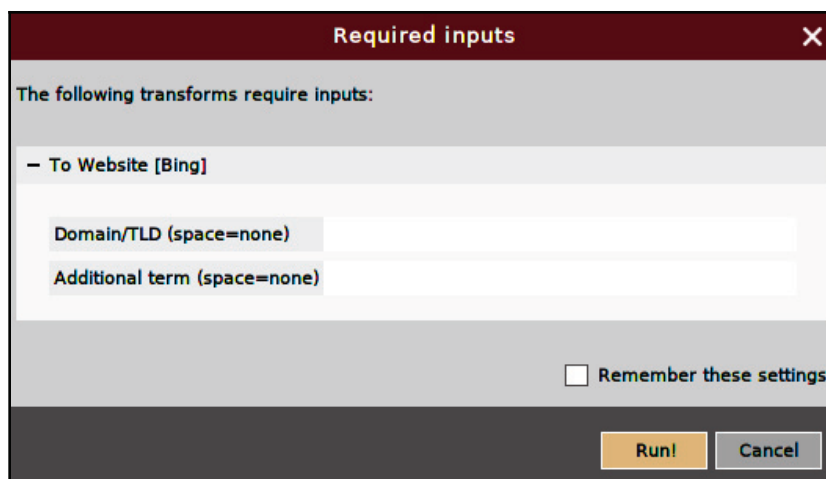 Required inputs
The following transforms require inputs:
− To Website [Bing]
Domain/TLD (space=none)
Additional term (space=none)
Remember these settings
Run! Cancel